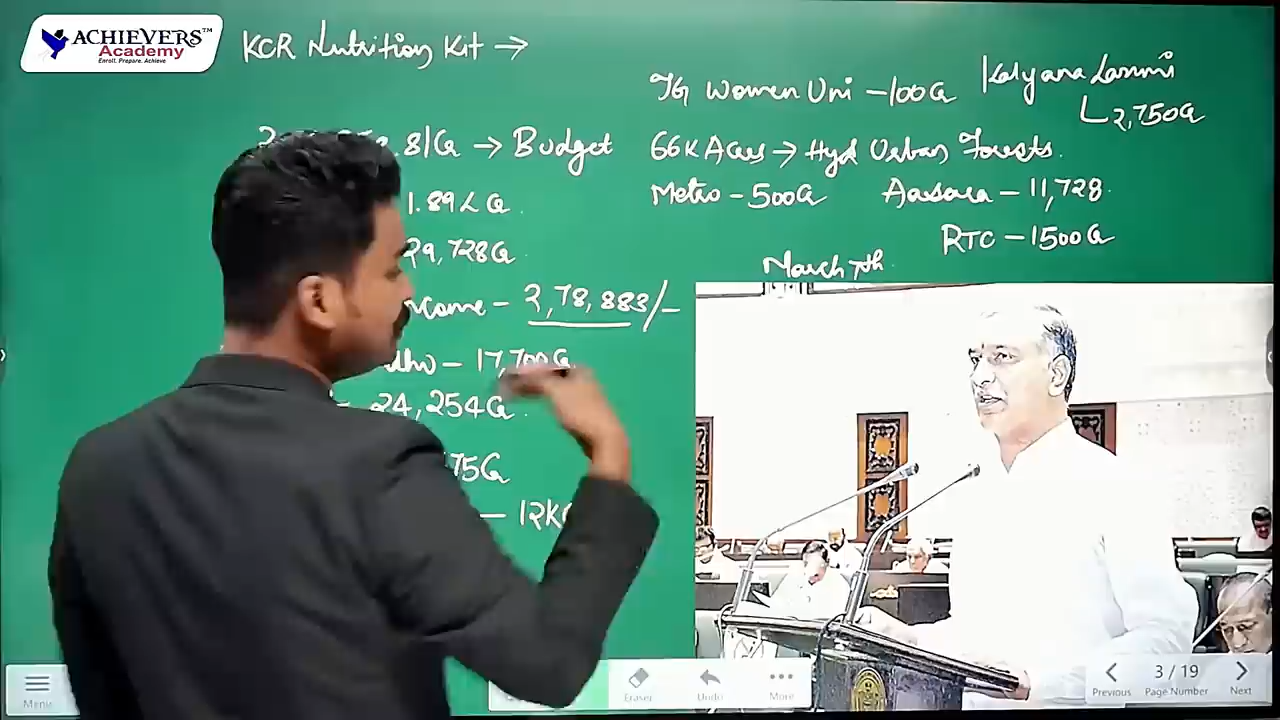 ACHIEVERS™
Academy
Enroll. Prepare. Achieve
KCR Nutrition Kit →
TG Women Uni - 100Cr
Kalyana Laxmi
2,750Cr
.81Cr → Budget
66K Acres → Hyd Urban Forests.
1.89L Cr
Metro - 500Cr
Aasara - 11,728
29,728Cr
RTC - 1500Cr
March 7th
come - 2,78,883/-
- 17,700Cr
- 24,254Cr
75Cr
- 12K
Menu
Eraser
Undo
More
Previous
3 / 19
Page Number
Next